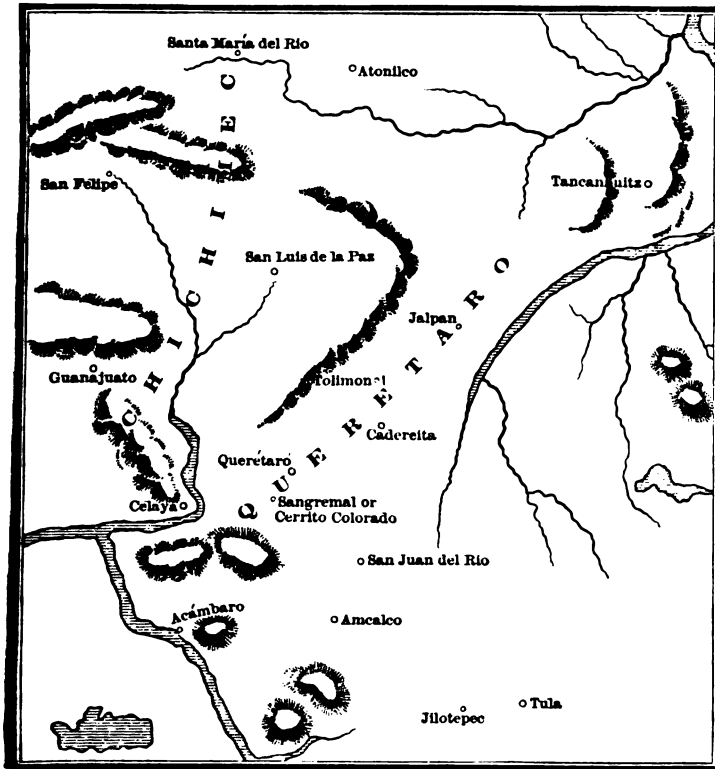 Santa María del Rio
Atonilco
CHICHIMEC
San Felipe
Tancanhuitz
San Luis de la Paz
QUERETARO
Jalpan
Guanajuato
Cadereita
Querétaro
Celaya
Sangremal or
Cerrito Colorado
San Juan del Rio
Acámbaro
Amcalco
Tula
Jilotepec